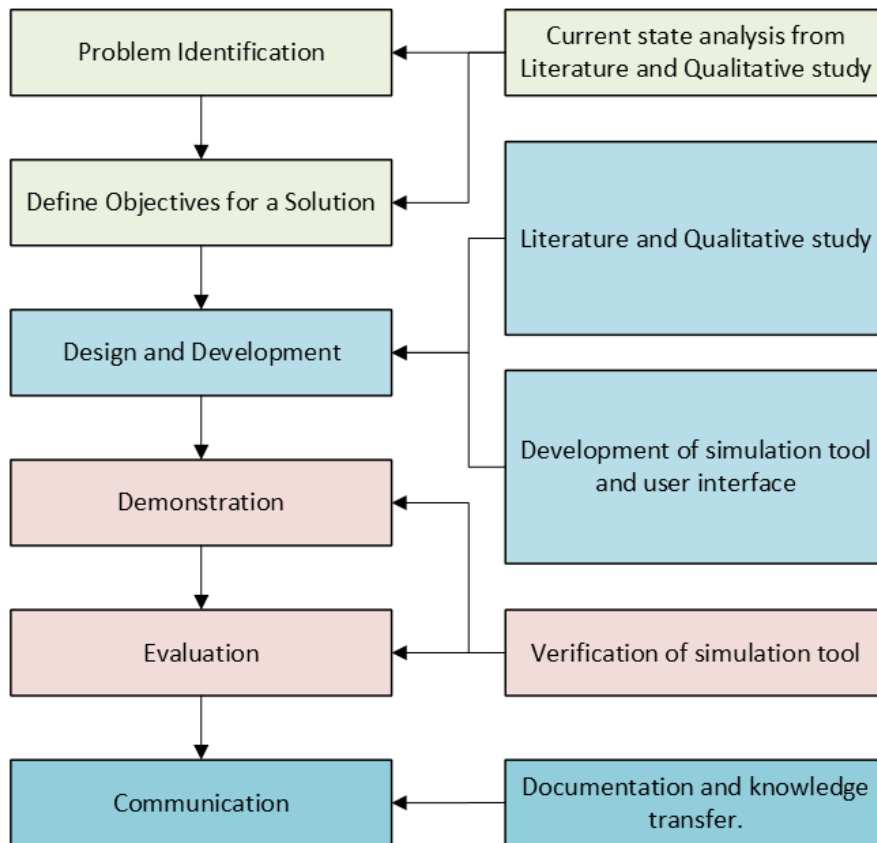 Problem Identification
Current state analysis from
Literature and Qualitative study
Define Objectives for a Solution
Literature and Qualitative study
Design and Development
Development of simulation tool
and user interface
Demonstration
Evaluation
Verification of simulation tool
Communication
Documentation and knowledge
transfer.